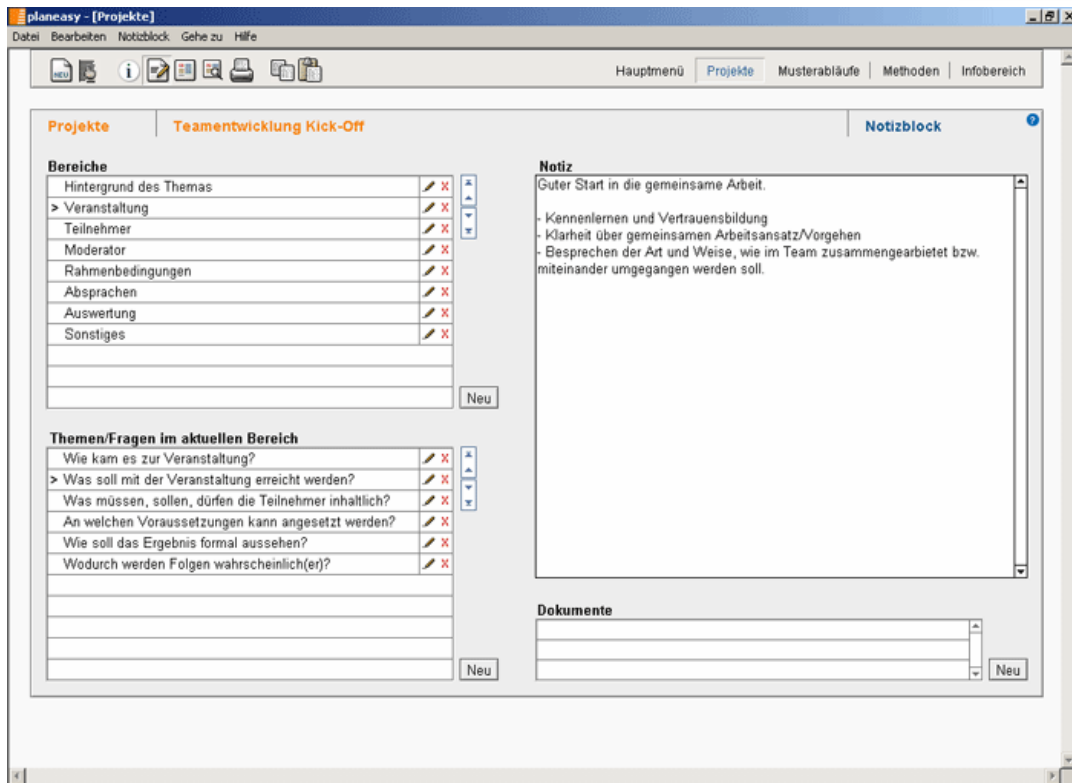 planeasy - [Projekte]
Datei Bearbeiten Notizblock Gehe zu Hilfe
NEU
Hauptmenü Projekte Musterabläufe Methoden Infobereich
Projekte Teamentwicklung Kick-Off Notizblock ?
Bereiche
Hintergrund des Themas X
> Veranstaltung X
Teilnehmer X
Moderator X
Rahmenbedingungen X
Absprachen X
Auswertung X
Sonstiges X
Neu
Themen/Fragen im aktuellen Bereich
Wie kam es zur Veranstaltung? X
> Was soll mit der Veranstaltung erreicht werden? X
Was müssen, sollen, dürfen die Teilnehmer inhaltlich? X
An welchen Voraussetzungen kann angesetzt werden? X
Wie soll das Ergebnis formal aussehen? X
Wodurch werden Folgen wahrscheinlich(er)? X
Neu
Notiz
Guter Start in die gemeinsame Arbeit.
- Kennenlernen und Vertrauensbildung
- Klarheit über gemeinsamen Arbeitsansatz/Vorgehen
- Besprechen der Art und Weise, wie im Team zusammengearbietet bzw.
miteinander umgegangen werden soll.
Dokumente
Neu